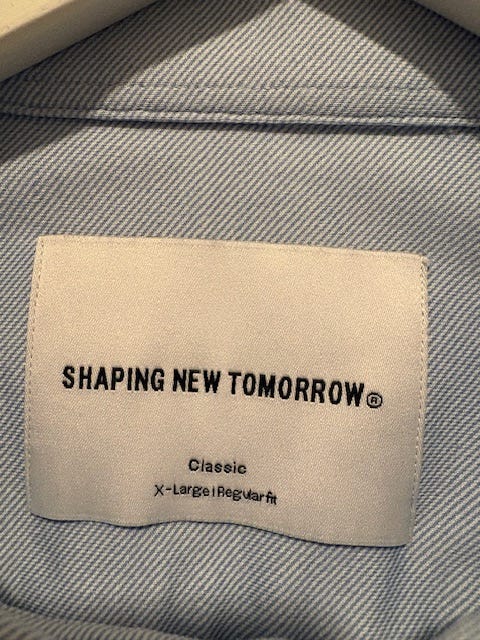 SHAPING NEW TOMORROW®
Classic
X-Large | Regular fit